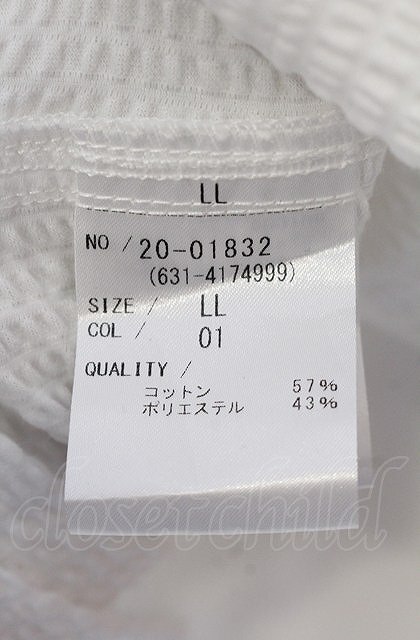 LL
NO / 20-01832
(631-4174999)
SIZE / LL
COL / 01
QUALITY /
コットン 57%
ポリエステル 43%
closet child